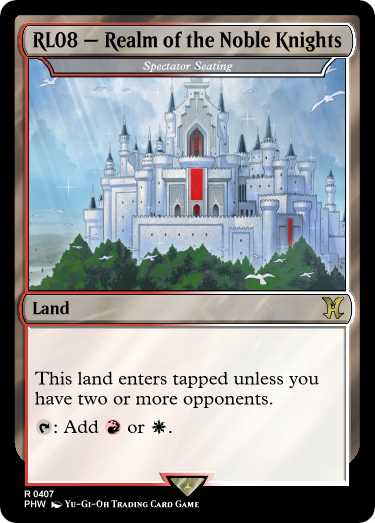 RL08 — Realm of the Noble Knights
Spectator Seating
Land
This land enters tapped unless you
have two or more opponents.
: Add or .
R 0407
PHW Yu-Gi-Oh Trading Card Game